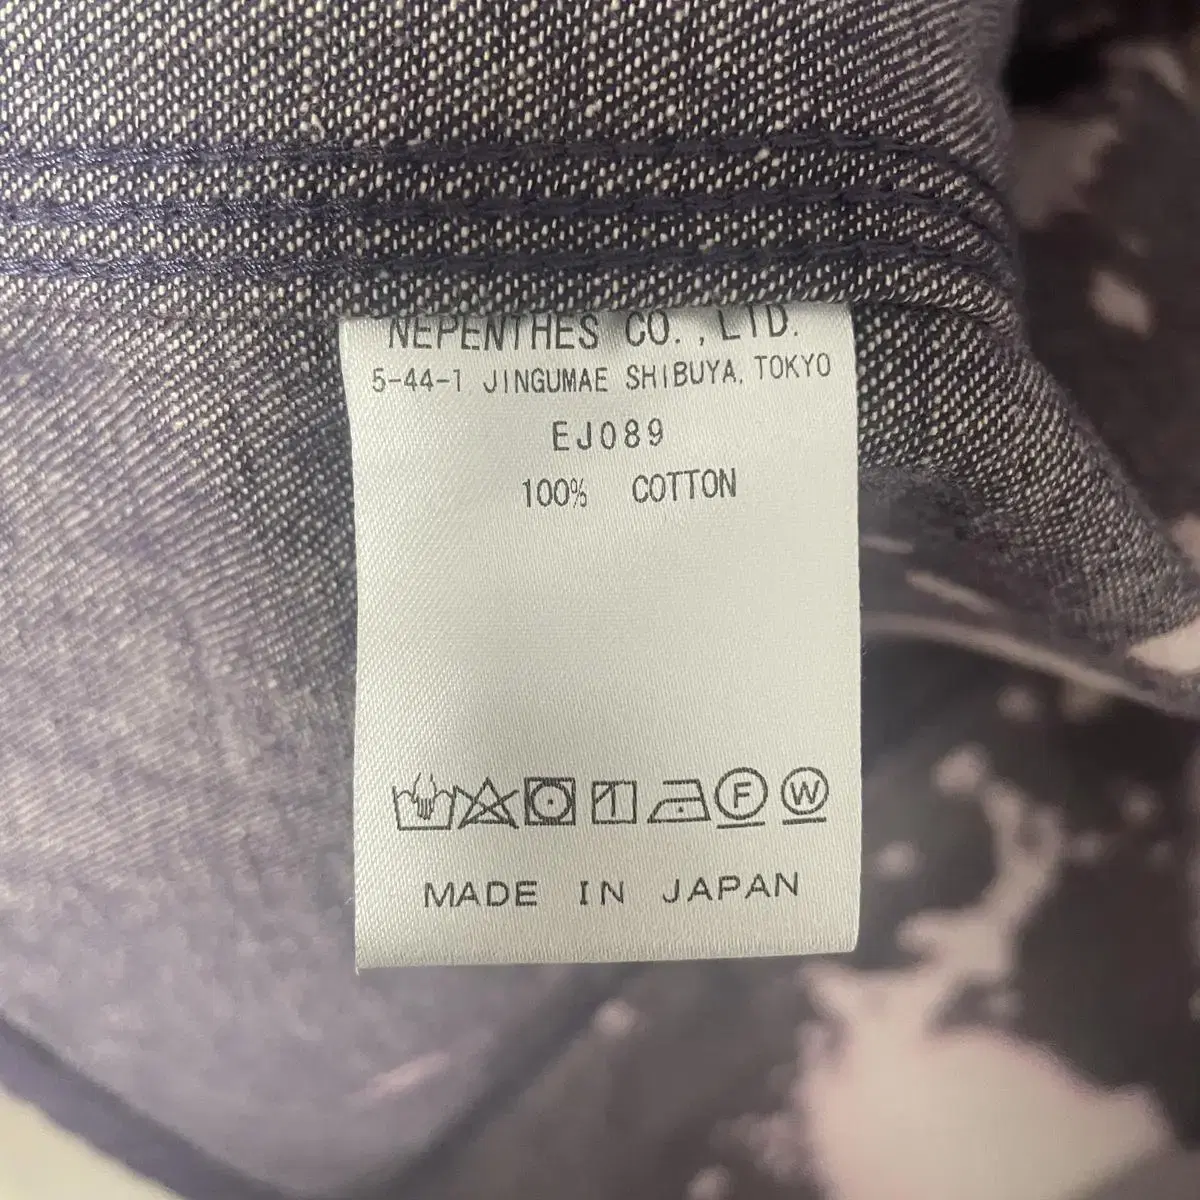 NEPENTHES CO., LTD.
5-44-1 JINGUMAE SHIBUYA, TOKYO
EJ089
100% COTTON
F W
MADE IN JAPAN